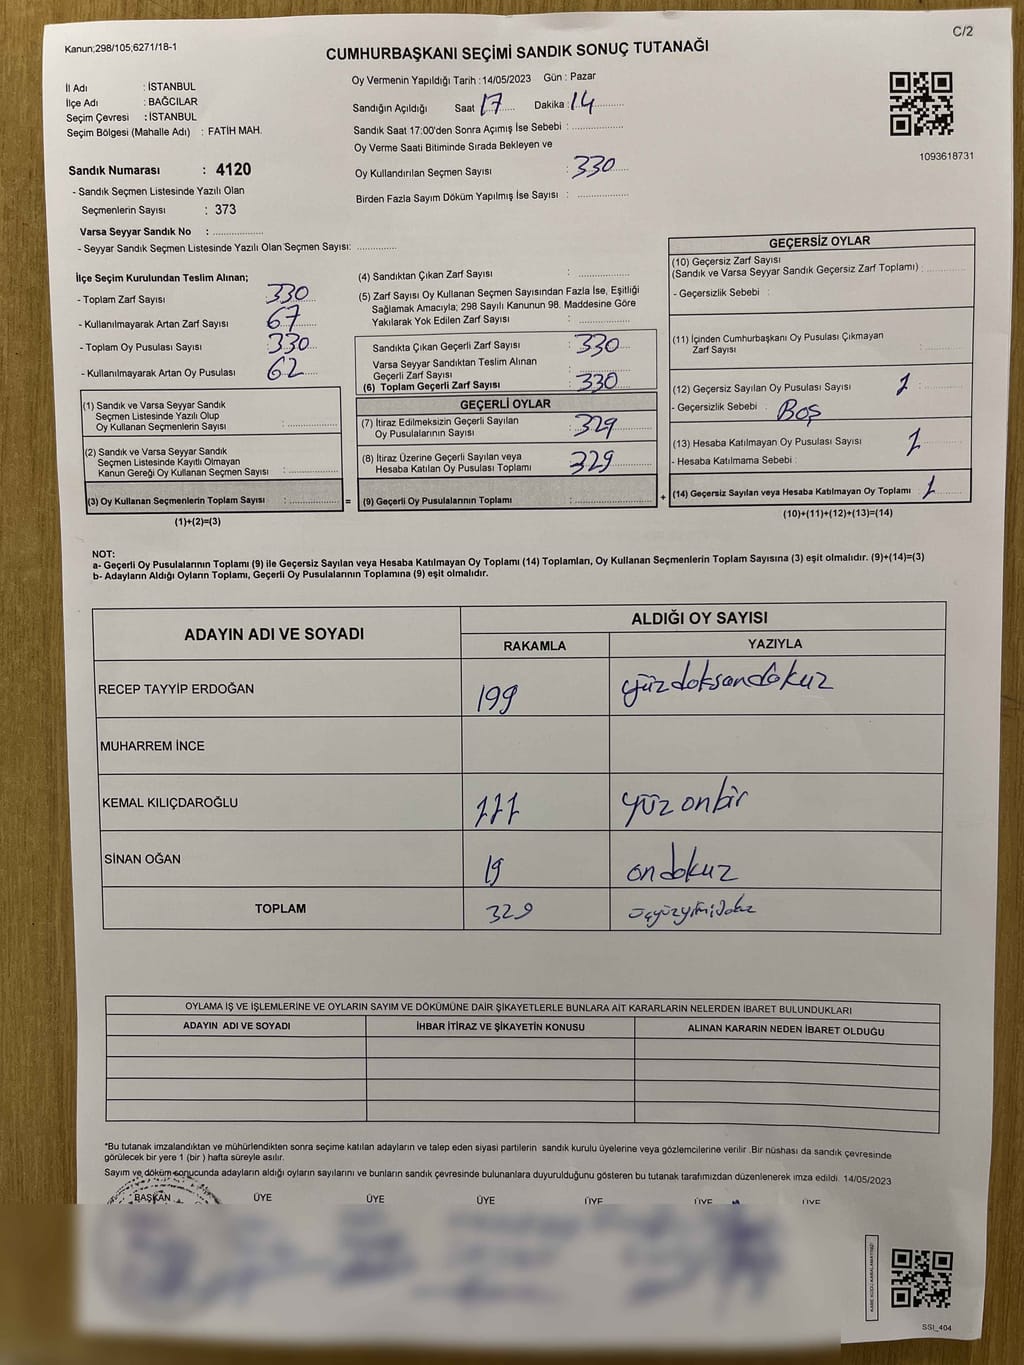 Kanun;298/105;6271/18-1
C/2
CUMHURBAŞKANI SEÇİMİ SANDIK SONUÇ TUTANAĞI
İl Adı : İSTANBUL
İlçe Adı : BAĞCILAR
Seçim Çevresi : İSTANBUL
Seçim Bölgesi (Mahalle Adı) : FATİH MAH.
Oy Vermenin Yapıldığı Tarih :14/05/2023 Gün : Pazar
Sandığın Açıldığı Saat 17 Dakika : 14
Sandık Saat 17:00'den Sonra Açımış İse Sebebi :
Oy Verme Saati Bitiminde Sırada Bekleyen ve
Oy Kullandırılan Seçmen Sayısı : 330
Birden Fazla Sayım Döküm Yapılmış İse Sayısı :
1093618731
Sandık Numarası : 4120
- Sandık Seçmen Listesinde Yazılı Olan
Seçmenlerin Sayısı : 373
Varsa Seyyar Sandık No :
- Seyyar Sandık Seçmen Listesinde Yazılı Olan Seçmen Sayısı:
İlçe Seçim Kurulundan Teslim Alınan;
- Toplam Zarf Sayısı 330
- Kullanılmayarak Artan Zarf Sayısı 67
- Toplam Oy Pusulası Sayısı 330
- Kullanılmayarak Artan Oy Pusulası 62
(1) Sandık ve Varsa Seyyar Sandık
Seçmen Listesinde Yazılı Olup
Oy Kullanan Seçmenlerin Sayısı :
(2) Sandık ve Varsa Seyyar Sandık
Seçmen Listesinde Kayıtlı Olmayan
Kanun Gereği Oy Kullanan Seçmen Sayısı :
(3) Oy Kullanan Seçmenlerin Toplam Sayısı : =
(1)+(2)=(3)
(4) Sandıktan Çıkan Zarf Sayısı :
(5) Zarf Sayısı Oy Kullanan Seçmen Sayısından Fazla İse, Eşitliği
Sağlamak Amacıyla; 298 Sayılı Kanunun 98. Maddesine Göre
Yakılarak Yok Edilen Zarf Sayısı :
Sandıkta Çıkan Geçerli Zarf Sayısı : 330
Varsa Seyyar Sandıktan Teslim Alınan
Geçerli Zarf Sayısı :
(6) Toplam Geçerli Zarf Sayısı : 330
GEÇERLİ OYLAR
(7) İtiraz Edilmeksizin Geçerli Sayılan
Oy Pusulalarının Sayısı : 329
(8) İtiraz Üzerine Geçerli Sayılan veya
Hesaba Katılan Oy Pusulası Toplamı : 329
(9) Geçerli Oy Pusulalarının Toplamı : +
GEÇERSİZ OYLAR
(10) Geçersiz Zarf Sayısı
(Sandık ve Varsa Seyyar Sandık Geçersiz Zarf Toplamı) :
- Geçersizlik Sebebi :
(11) İçinden Cumhurbaşkanı Oy Pusulası Çıkmayan
Zarf Sayısı :
(12) Geçersiz Sayılan Oy Pusulası Sayısı 1
- Geçersizlik Sebebi : Boş
(13) Hesaba Katılmayan Oy Pusulası Sayısı 1
- Hesaba Katılmama Sebebi :
(14) Geçersiz Sayılan veya Hesaba Katılmayan Oy Toplamı 1
(10)+(11)+(12)+(13)=(14)
NOT:
a- Geçerli Oy Pusulalarının Toplamı (9) ile Geçersiz Sayılan veya Hesaba Katılmayan Oy Toplamı (14) Toplamları, Oy Kullanan Seçmenlerin Toplam Sayısına (3) eşit olmalıdır. (9)+(14)=(3)
b- Adayların Aldığı Oyların Toplamı, Geçerli Oy Pusulalarının Toplamına (9) eşit olmalıdır.
ADAYIN ADI VE SOYADI ALDIĞI OY SAYISI
RAKAMLA YAZIYLA
RECEP TAYYİP ERDOĞAN 199 yüzdoksandokuz
MUHARREM İNCE
KEMAL KILIÇDAROĞLU 111 yüz onbir
SİNAN OĞAN 19 ondokuz
TOPLAM 329 üçyüzyirmidokuz
OYLAMA İŞ VE İŞLEMLERİNE VE OYLARIN SAYIM VE DÖKÜMÜNE DAİR ŞİKAYETLERLE BUNLARA AİT KARARLARIN NELERDEN İBARET BULUNDUKLARI
ADAYIN ADI VE SOYADI İHBAR İTİRAZ VE ŞİKAYETİN KONUSU ALINAN KARARIN NEDEN İBARET OLDUĞU
*Bu tutanak imzalandıktan ve mühürlendikten sonra seçime katılan adayların ve talep eden siyasi partilerin sandık kurulu üyelerine veya gözlemcilerine verilir .Bir nüshası da sandık çevresinde
görülecek bir yere 1 (bir ) hafta süreyle asılır.
Sayım ve döküm sonucunda adayların aldığı oyların sayılarını ve bunların sandık çevresinde bulunanlara duyurulduğunu gösteren bu tutanak tarafımızdan düzenlenerek imza edildi. 14/05/2023
BAŞKAN ÜYE ÜYE ÜYE ÜYE ÜYE ÜYE
SSI_404